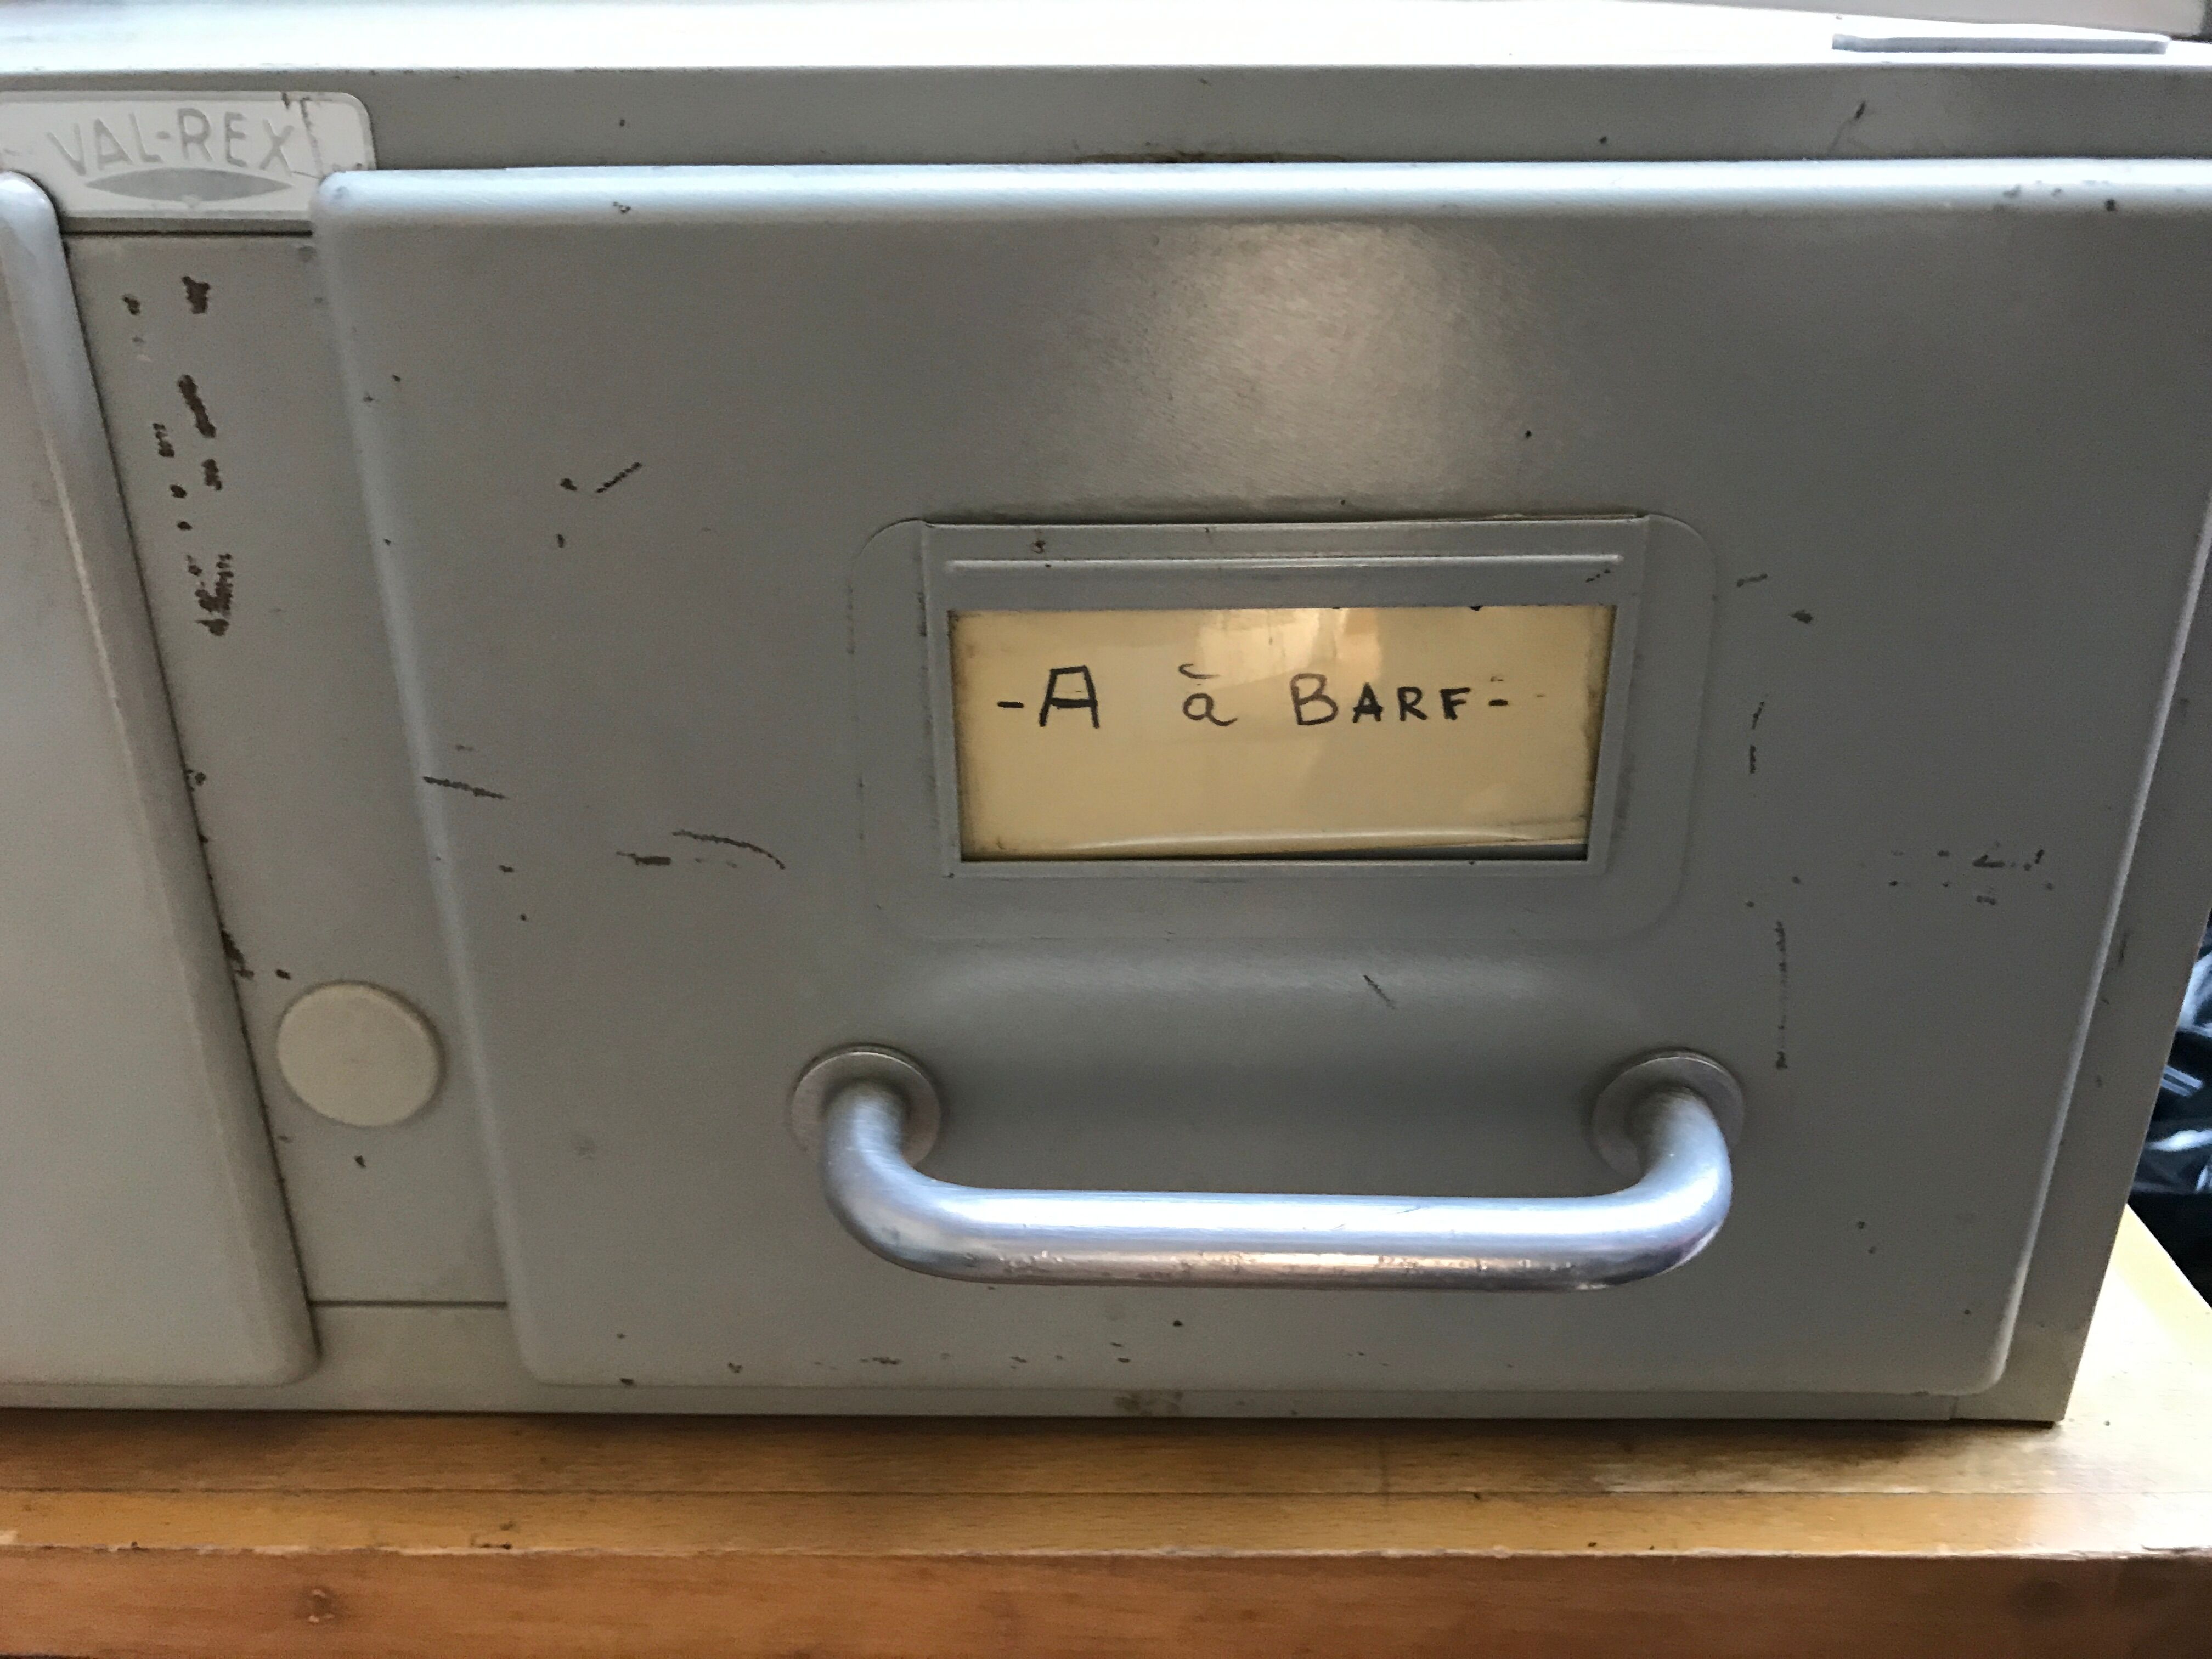 VAL-REX
- A à BARF -